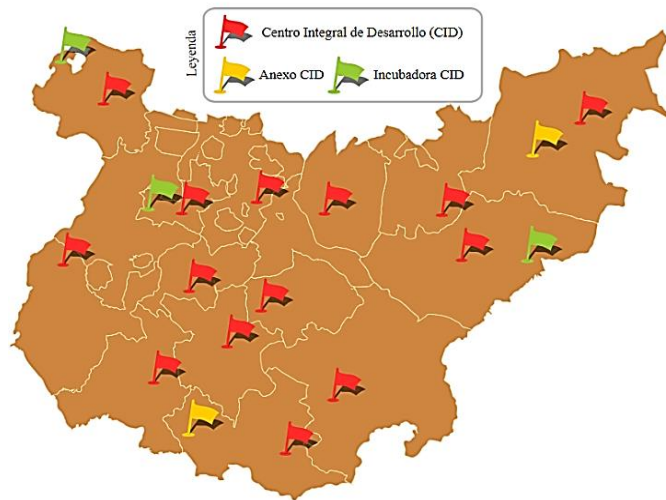 Leyenda
Centro Integral de Desarrollo (CID)
Anexo CID
Incubadora CID